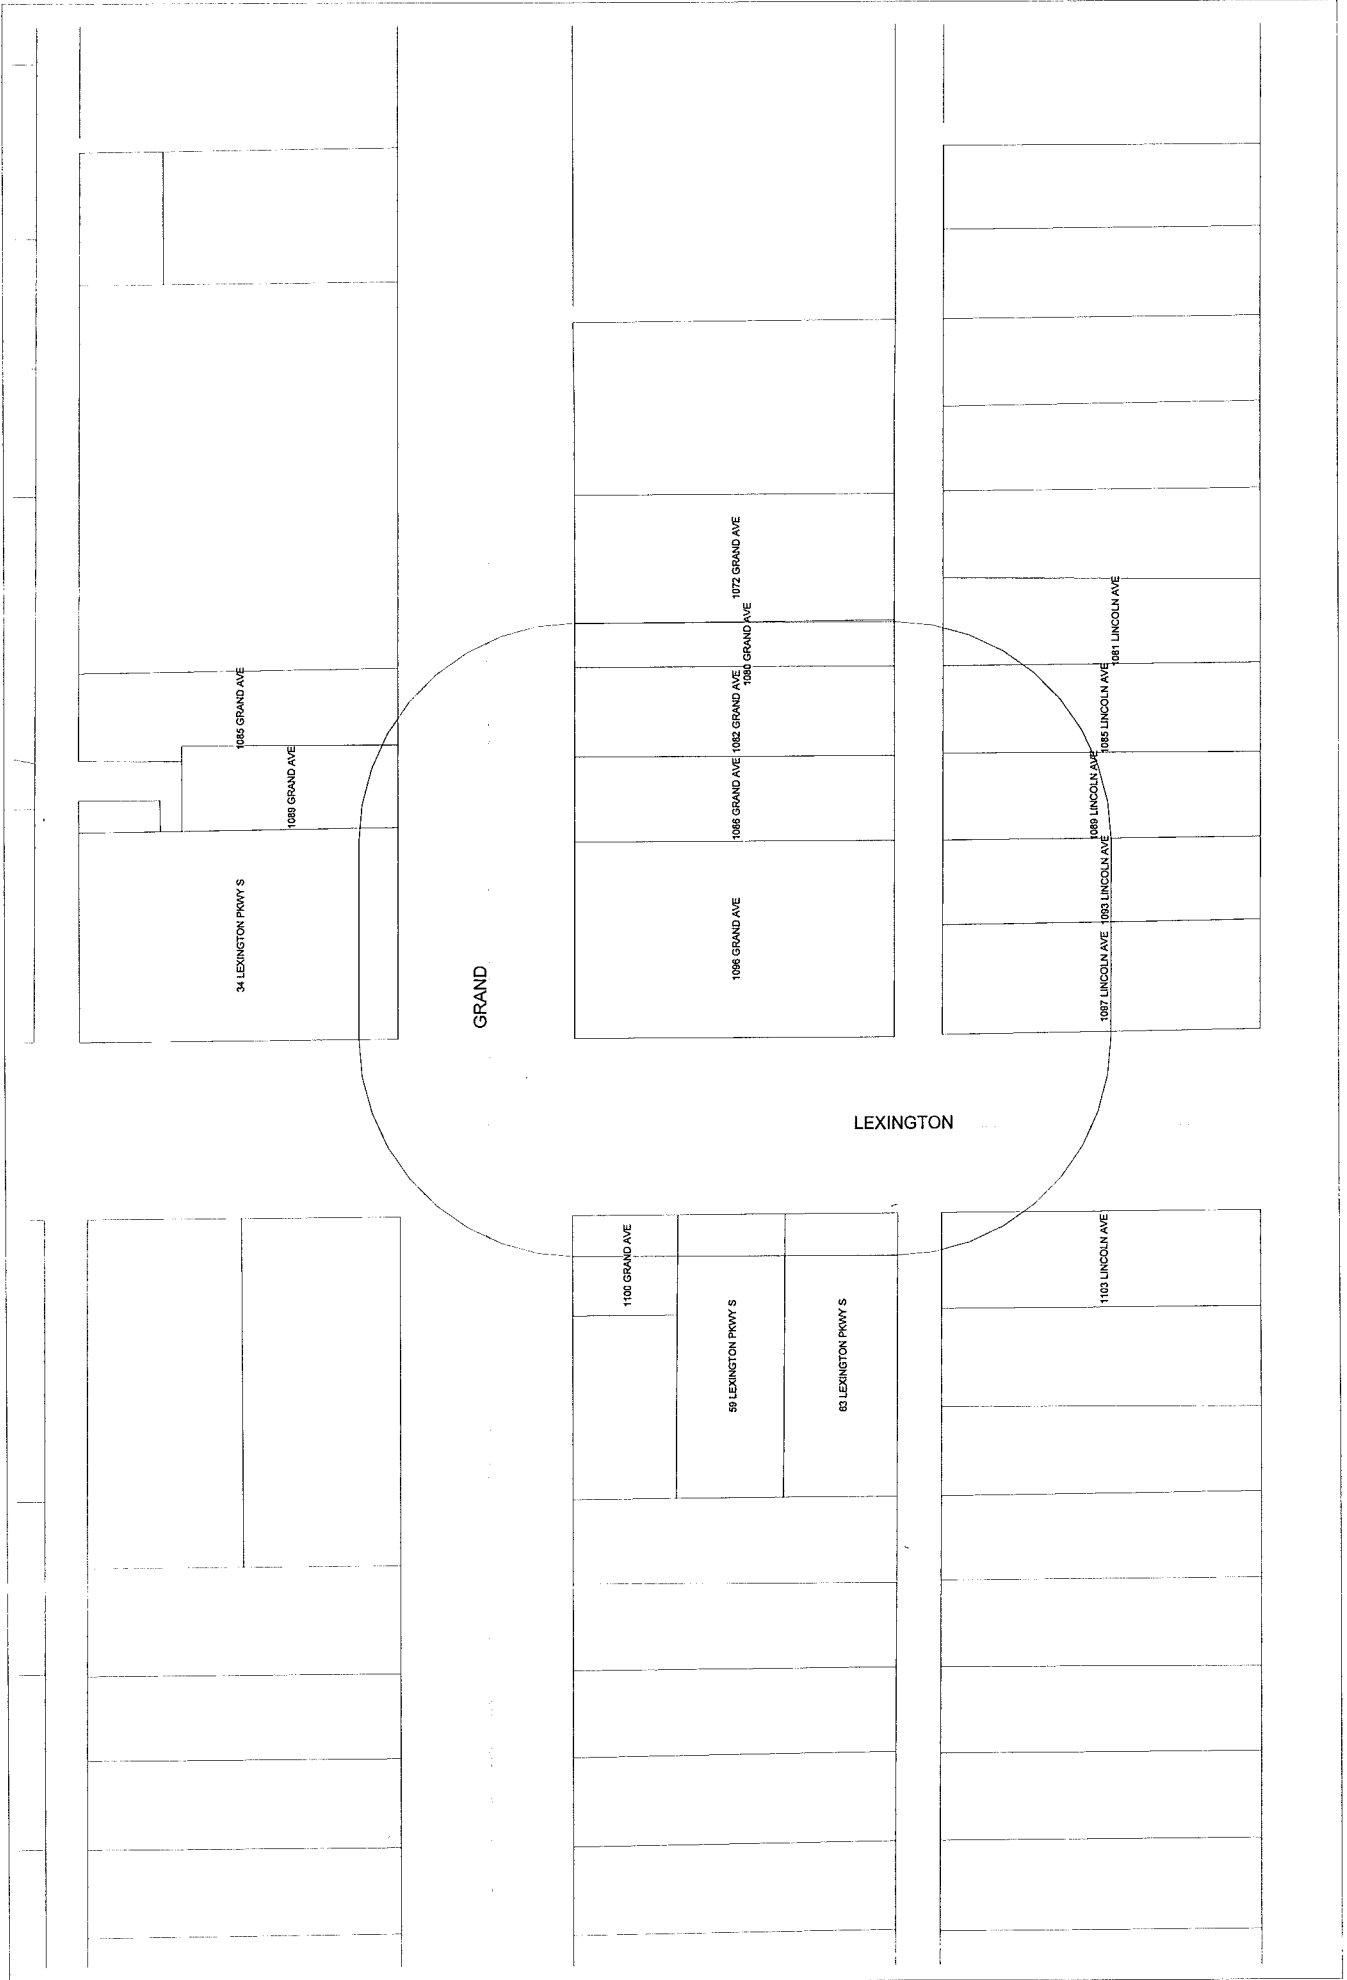 1085 GRAND AVE
1089 GRAND AVE
34 LEXINGTON PKWY S
GRAND
1072 GRAND AVE
1080 GRAND AVE
1082 GRAND AVE
1086 GRAND AVE
1096 GRAND AVE
1081 LINCOLN AVE
1085 LINCOLN AVE
1089 LINCOLN AVE
1093 LINCOLN AVE
1097 LINCOLN AVE
LEXINGTON
1100 GRAND AVE
59 LEXINGTON PKWY S
63 LEXINGTON PKWY S
1103 LINCOLN AVE